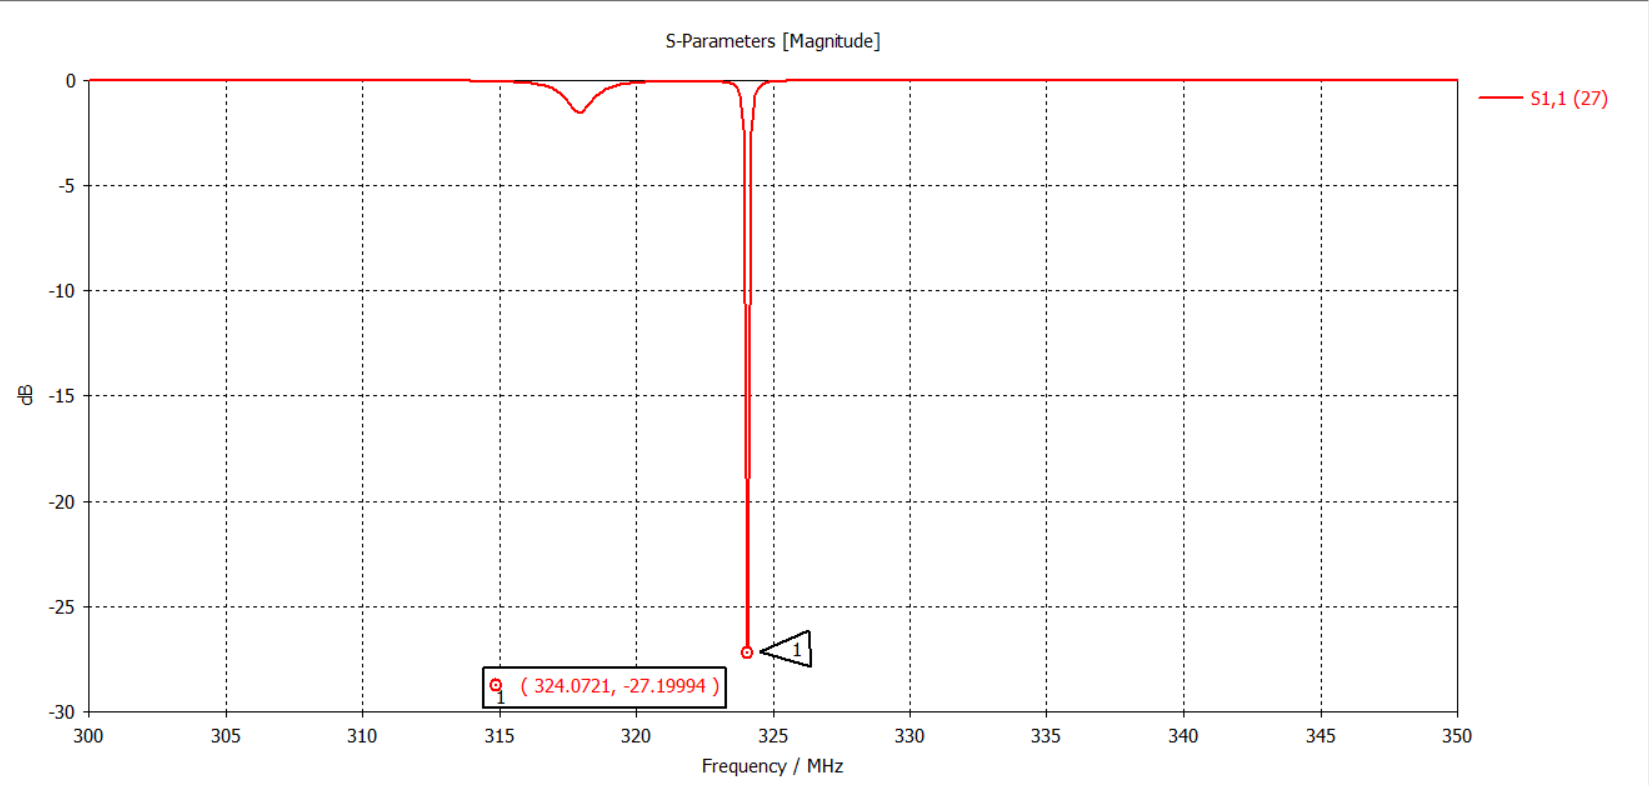 S-Parameters [Magnitude]
S1,1 (27)
0
-5
-10
-15
-20
-25
-30
dB
1
1 ( 324.0721, -27.19994 )
300 305 310 315 320 325 330 335 340 345 350
Frequency / MHz